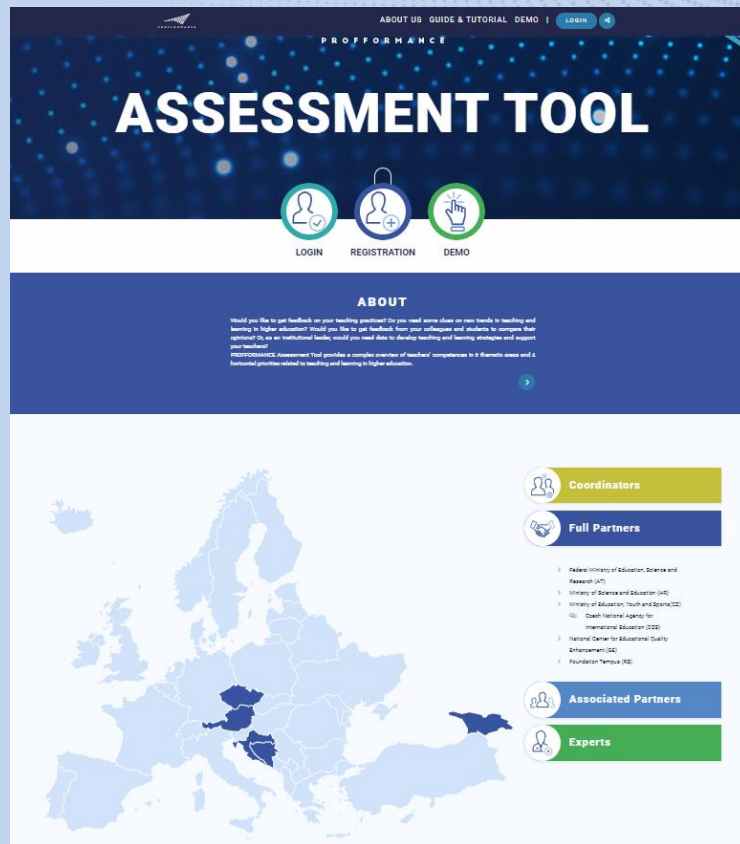 ABOUT US GUIDE & TUTORIAL DEMO | LOGIN
PROFFORMANCE
ASSESSMENT TOOL
LOGIN REGISTRATION DEMO
ABOUT
Would you like to get feedback on your teaching practices? Do you need some clues on new trends in teaching and
learning in higher education? Would you like to get feedback from your colleagues and students to compare their
opinions? Or, as an institutional leader, would you need data to develop teaching and learning strategies and support
your teachers?
PROFFORMANCE Assessment Tool provides a complex overview of teachers' competences in 6 thematic areas and 4
horizontal priorities related to teaching and learning in higher education.
Coordinators
Full Partners
Federal Ministry of Education, Science and
Research (AT)
Ministry of Science and Education (HR)
Ministry of Education, Youth and Sports(CZ)
Czech National Agency for
International Education (DZS)
National Center for Educational Quality
Enhancement (GE)
Foundation Tempus (RS)
Associated Partners
Experts